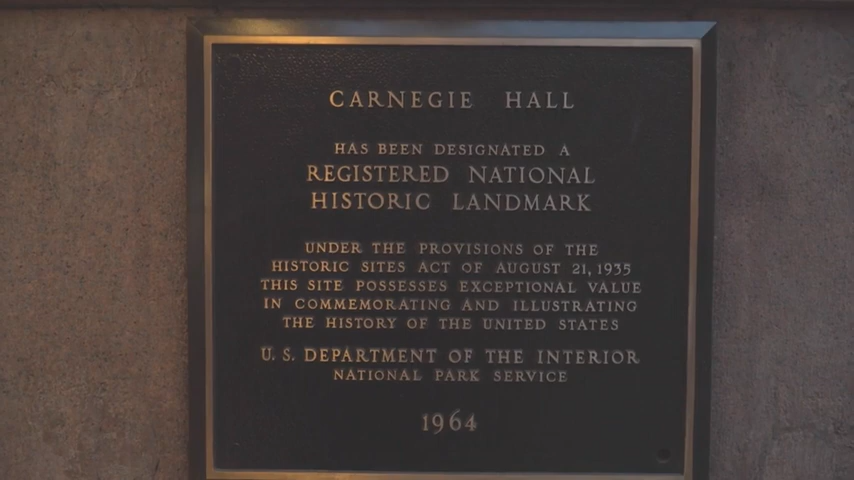 CARNEGIE HALL
HAS BEEN DESIGNATED A
REGISTERED NATIONAL
HISTORIC LANDMARK
UNDER THE PROVISIONS OF THE
HISTORIC SITES ACT OF AUGUST 21, 1935
THIS SITE POSSESSES EXCEPTIONAL VALUE
IN COMMEMORATING AND ILLUSTRATING
THE HISTORY OF THE UNITED STATES
U. S. DEPARTMENT OF THE INTERIOR
NATIONAL PARK SERVICE
1964